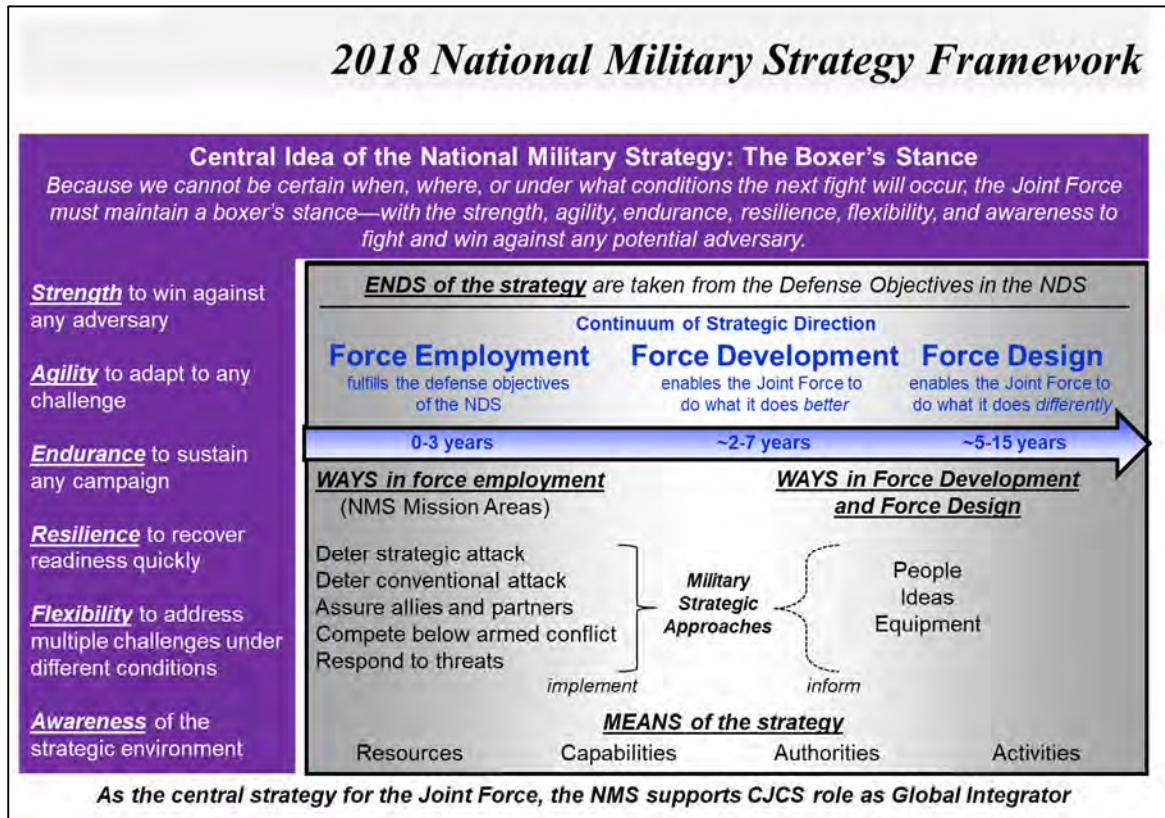 2018 National Military Strategy Framework
Central Idea of the National Military Strategy: The Boxer's Stance
Because we cannot be certain when, where, or under what conditions the next fight will occur, the Joint Force
must maintain a boxer's stance—with the strength, agility, endurance, resilience, flexibility, and awareness to
fight and win against any potential adversary.
Strength to win against
any adversary
Agility to adapt to any
challenge
Endurance to sustain
any campaign
Resilience to recover
readiness quickly
Flexibility to address
multiple challenges under
different conditions
Awareness of the
strategic environment
ENDS of the strategy are taken from the Defense Objectives in the NDS
Continuum of Strategic Direction
Force Employment
fulfills the defense objectives
of the NDS
Force Development
enables the Joint Force to
do what it does better
Force Design
enables the Joint Force to
do what it does differently
0-3 years
~2-7 years
~5-15 years
WAYS in force employment
(NMS Mission Areas)
Deter strategic attack
Deter conventional attack
Assure allies and partners
Compete below armed conflict
Respond to threats
implement
Military
Strategic
Approaches
inform
WAYS in Force Development
and Force Design
People
Ideas
Equipment
MEANS of the strategy
Resources Capabilities Authorities Activities
As the central strategy for the Joint Force, the NMS supports CJCS role as Global Integrator